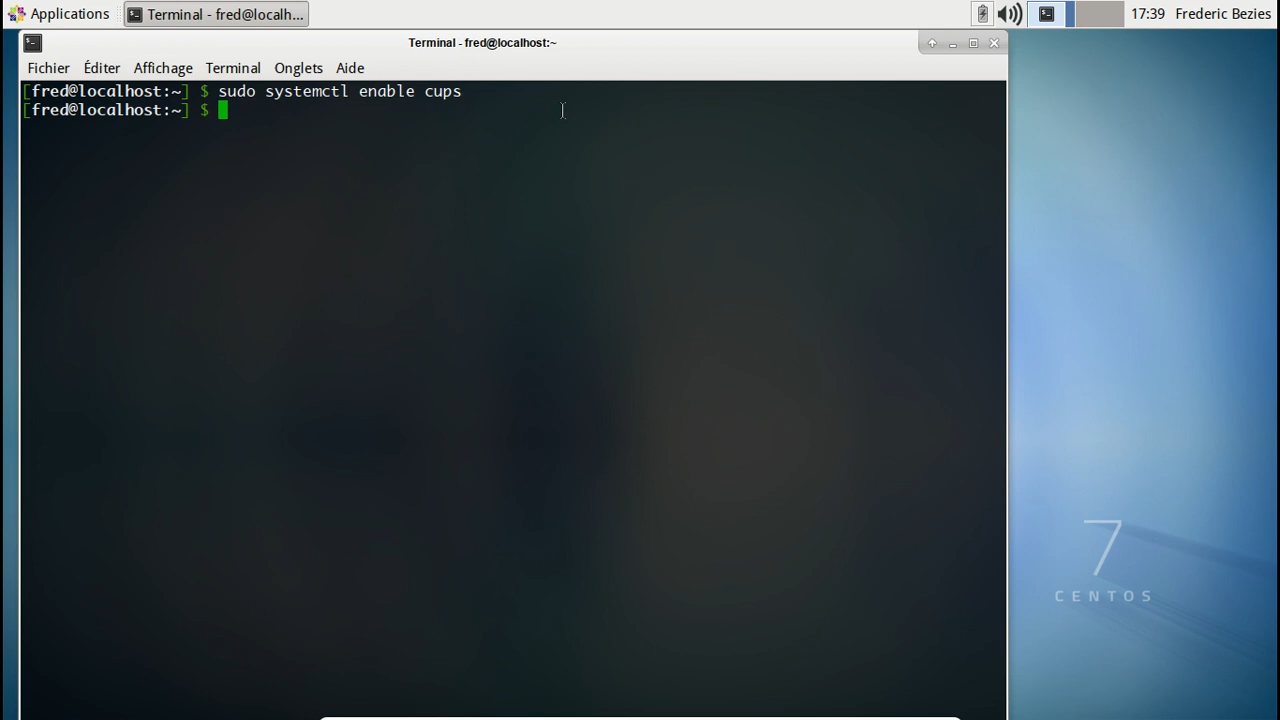 Applications
Terminal - fred@localh...
17:39
Frederic Bezies
Terminal - fred@localhost:~
Fichier Éditer Affichage Terminal Onglets Aide
[fred@localhost:~] $ sudo systemctl enable cups
[fred@localhost:~] $
7
CENTOS